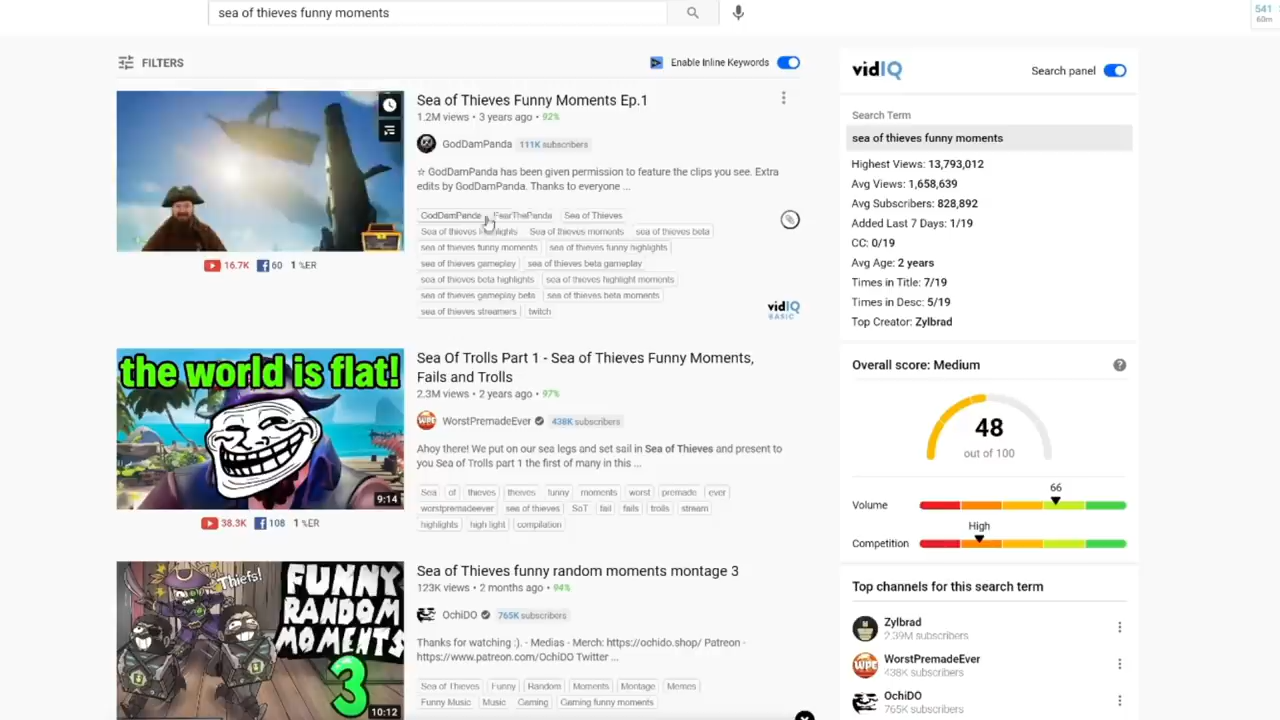 sea of thieves funny moments
541
60m
FILTERS
Enable Inline Keywords
Sea of Thieves Funny Moments Ep.1
1.2M views • 3 years ago • 92%
GodDamPanda 111K subscribers
☆ GodDamPanda has been given permission to feature the clips you see. Extra
edits by GodDamPanda. Thanks to everyone ...
GodDamPanda FearThePanda Sea of Thieves
Sea of thieves highlights Sea of Thieves moments sea of thieves beta
sea of thieves funny moments sea of thieves funny highlights
sea of thieves gameplay sea of thieves beta gameplay
sea of thieves beta highlights sea of thieves highlight moments
sea of thieves gameplay beta sea of thieves beta moments
sea of thieves streamers twitch
16.7K 60 1 %ER
vidIQ
BASIC
the world is flat!
9:14
38.3K 108 1 %ER
Sea Of Trolls Part 1 - Sea of Thieves Funny Moments,
Fails and Trolls
2.3M views • 2 years ago • 97%
WorstPremadeEver 438K subscribers
Ahoy there! We put on our sea legs and set sail in Sea of Thieves and present to
you Sea of Trolls part 1 the first of many in this ...
Sea of thieves theives funny moments worst premade ever
worstpremadeever sea of thieves SoT fail fails trolls stream
highlights high light compilation
Thiefs!
FUNNY
RANDOM
MOMENTS
3
10:12
Sea of Thieves funny random moments montage 3
123K views • 2 months ago • 94%
OchiDO 765K subscribers
Thanks for watching :). - Medias - Merch: https://ochido.shop/ Patreon -
https://www.patreon.com/OchiDO Twitter ...
Sea of Thieves Funny Random Moments Montage Memes
Funny Music Music Gaming Gaming funny moments
vidIQ
Search panel
Search Term
sea of thieves funny moments
Highest Views: 13,793,012
Avg Views: 1,658,639
Avg Subscribers: 828,892
Added Last 7 Days: 1/19
CC: 0/19
Avg Age: 2 years
Times in Title: 7/19
Times in Desc: 5/19
Top Creator: Zylbrad
Overall score: Medium
48
out of 100
66
Volume
High
Competition
Top channels for this search term
Zylbrad
2.39M subscribers
WorstPremadeEver
438K subscribers
OchiDO
765K subscribers